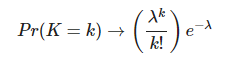 Pr(K = k) → (λ^k / k!) e^{−λ}